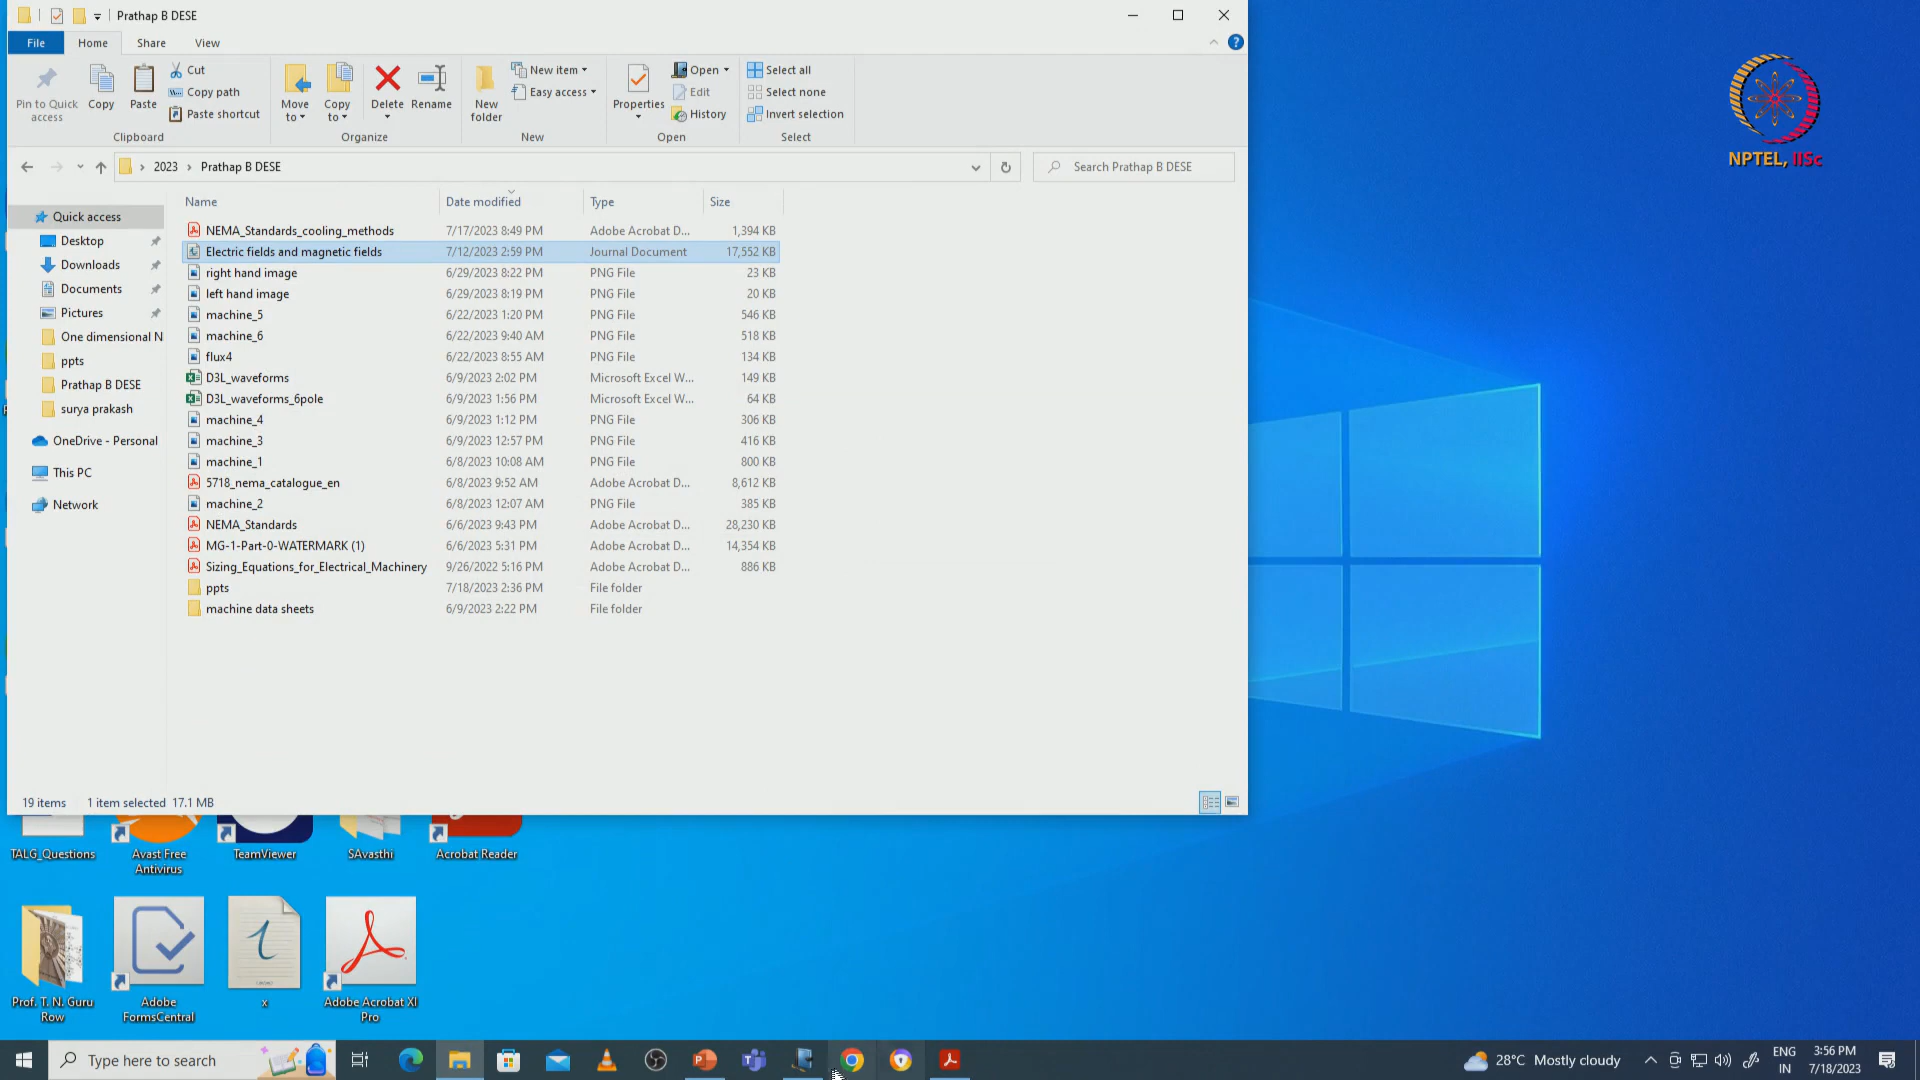 Prathap B DESE
File Home Share View
Pin to Quick access
Copy
Paste
Cut
Copy path
Paste shortcut
Clipboard
Move to
Copy to
Delete
Rename
Organize
New folder
New item
Easy access
New
Properties
Open
Edit
History
Open
Select all
Select none
Invert selection
Select
2023 Prathap B DESE
Search Prathap B DESE
Quick access
Desktop
Downloads
Documents
Pictures
One dimensional N
ppts
Prathap B DESE
surya prakash
OneDrive - Personal
This PC
Network
Name Date modified Type Size
NEMA_Standards_cooling_methods 7/17/2023 8:49 PM Adobe Acrobat D... 1,394 KB
Electric fields and magnetic fields 7/12/2023 2:59 PM Journal Document 17,552 KB
right hand image 6/29/2023 8:22 PM PNG File 23 KB
left hand image 6/29/2023 8:19 PM PNG File 20 KB
machine_5 6/22/2023 1:20 PM PNG File 546 KB
machine_6 6/22/2023 9:40 AM PNG File 518 KB
flux4 6/22/2023 8:55 AM PNG File 134 KB
D3L_waveforms 6/9/2023 2:02 PM Microsoft Excel W... 149 KB
D3L_waveforms_6pole 6/9/2023 1:56 PM Microsoft Excel W... 64 KB
machine_4 6/9/2023 1:12 PM PNG File 306 KB
machine_3 6/9/2023 12:57 PM PNG File 416 KB
machine_1 6/8/2023 10:08 AM PNG File 800 KB
5718_nema_catalogue_en 6/8/2023 9:52 AM Adobe Acrobat D... 8,612 KB
machine_2 6/8/2023 12:07 AM PNG File 385 KB
NEMA_Standards 6/6/2023 9:43 PM Adobe Acrobat D... 28,230 KB
MG-1-Part-0-WATERMARK (1) 6/6/2023 5:31 PM Adobe Acrobat D... 14,354 KB
Sizing_Equations_for_Electrical_Machinery 9/26/2022 5:16 PM Adobe Acrobat D... 886 KB
ppts 7/18/2023 2:36 PM File folder
machine data sheets 6/9/2023 2:22 PM File folder
19 items 1 item selected 17.1 MB
NPTEL, IISc
TALG_Questions
Avast Free Antivirus
TeamViewer
SAvasthi
Acrobat Reader
Prof. T. N. Guru Row
Adobe FormsCentral
x
Adobe Acrobat XI Pro
Type here to search
28°C Mostly cloudy
ENG
IN
3:56 PM
7/18/2023